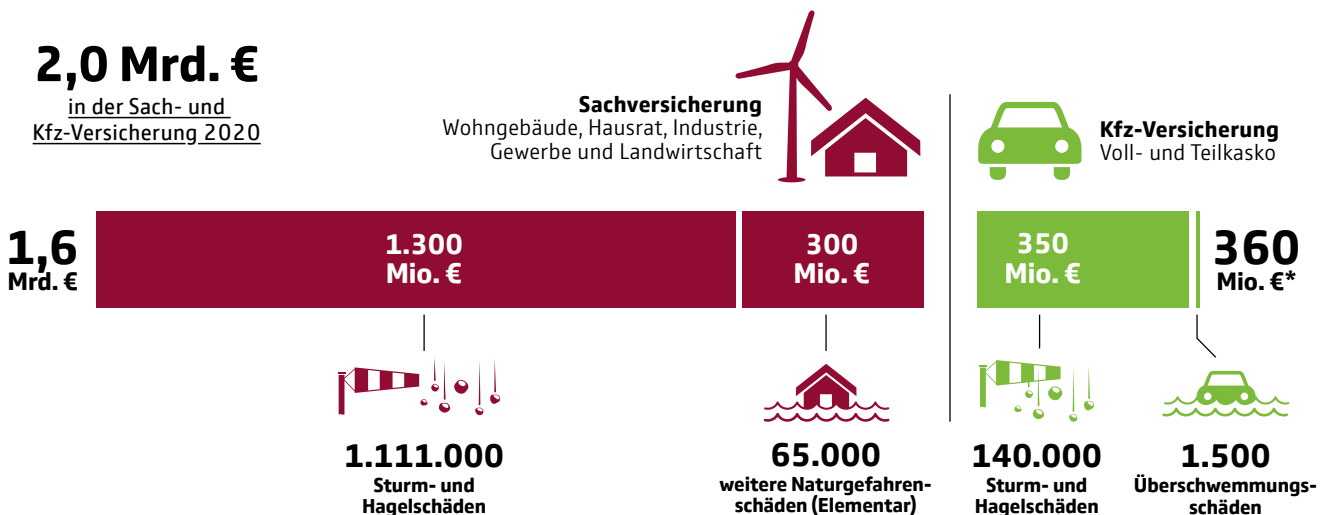 2,0 Mrd. €
in der Sach- und
Kfz-Versicherung 2020
Sachversicherung
Wohngebäude, Hausrat, Industrie,
Gewerbe und Landwirtschaft
Kfz-Versicherung
Voll- und Teilkasko
1,6
Mrd. €
1.300
Mio. €
300
Mio. €
350
Mio. €
360
Mio. €*
1.111.000
Sturm- und
Hagelschäden
65.000
weitere Naturgefahren-
schäden (Elementar)
140.000
Sturm- und
Hagelschäden
1.500
Überschwemmungs-
schäden